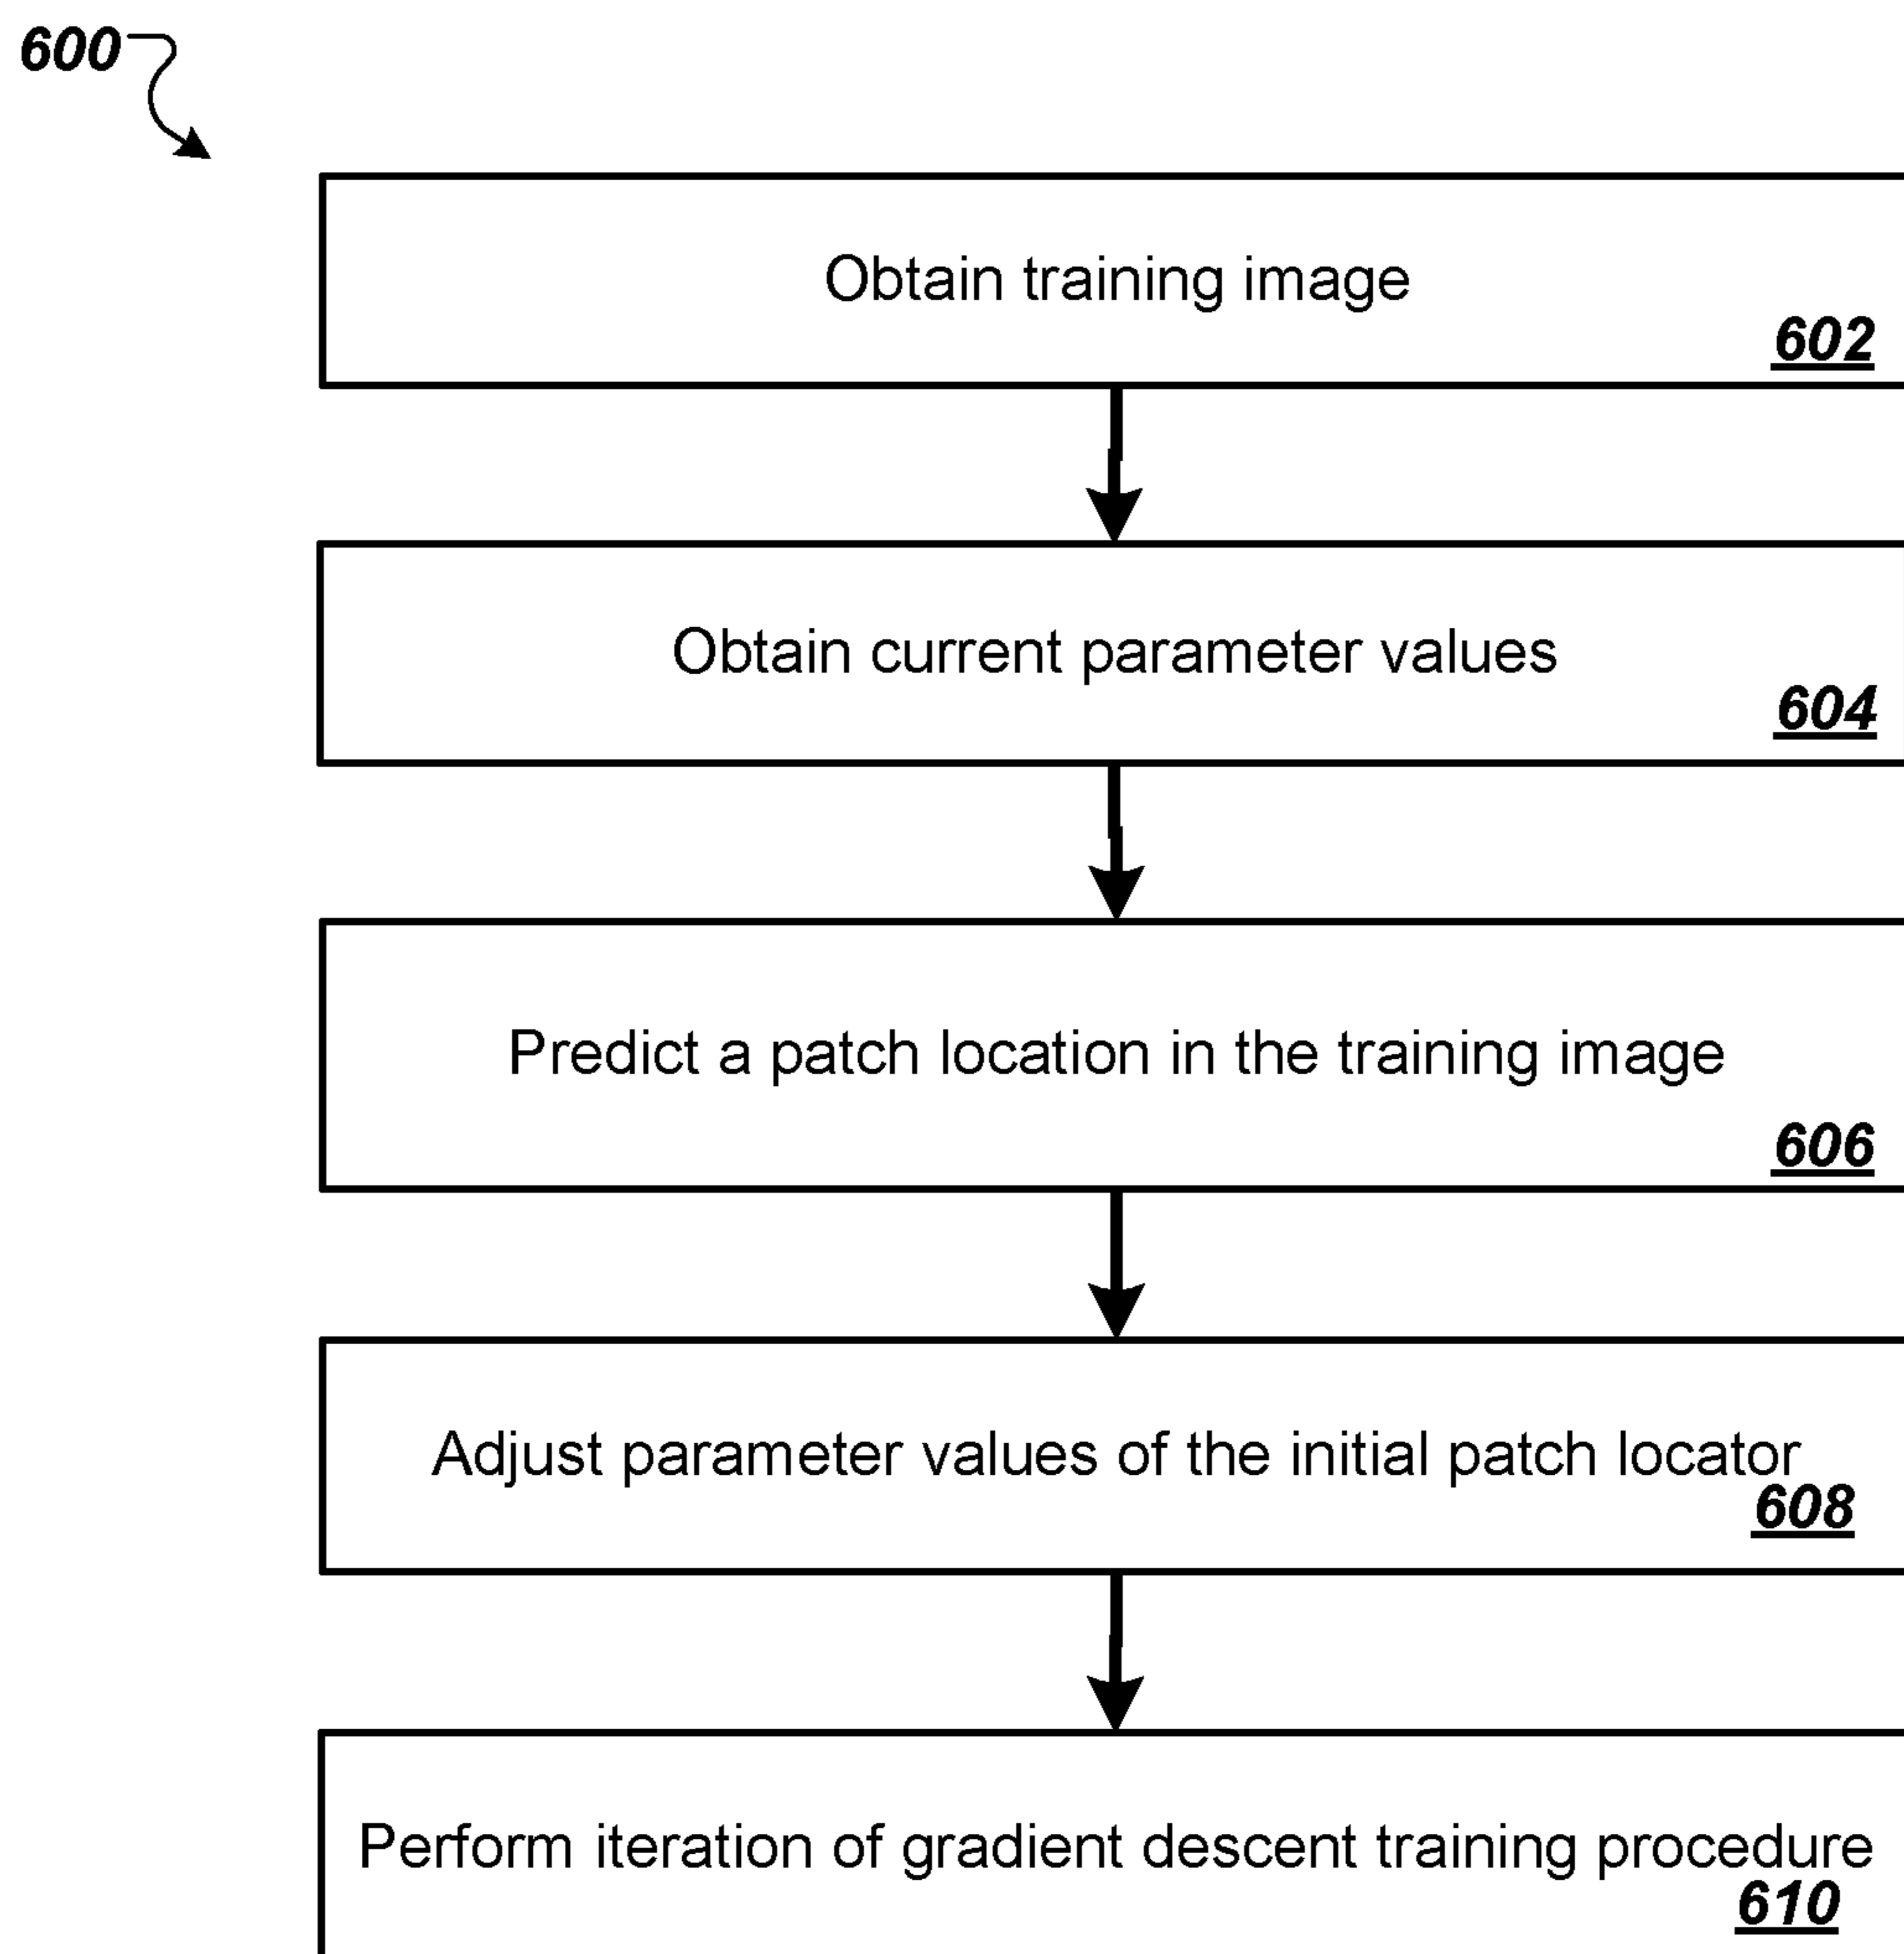 600
Obtain training image
602
Obtain current parameter values
604
Predict a patch location in the training image
606
Adjust parameter values of the initial patch locator
608
Perform iteration of gradient descent training procedure
610